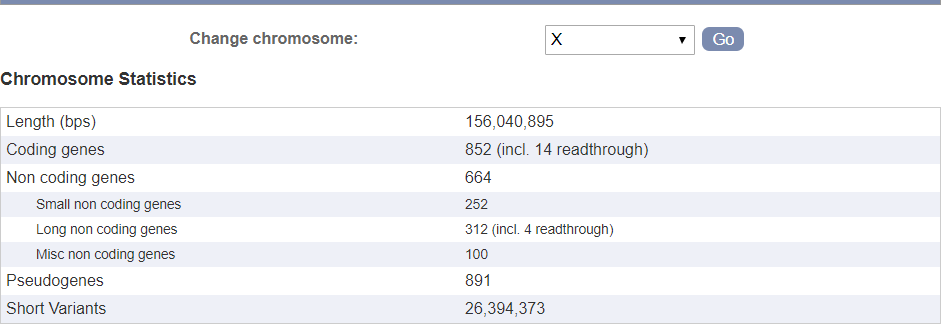 Change chromosome: X Go
Chromosome Statistics
Length (bps) 156,040,895
Coding genes 852 (incl. 14 readthrough)
Non coding genes 664
Small non coding genes 252
Long non coding genes 312 (incl. 4 readthrough)
Misc non coding genes 100
Pseudogenes 891
Short Variants 26,394,373